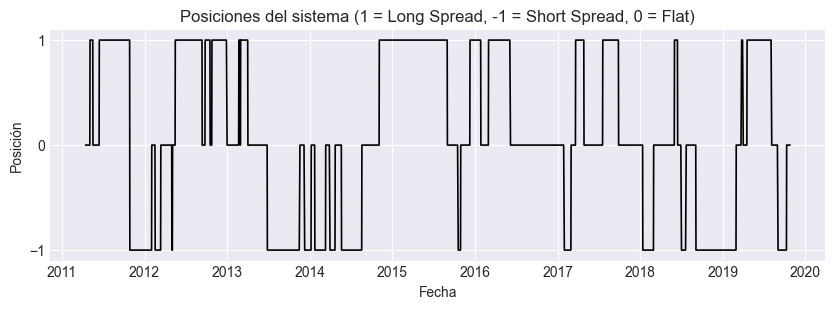 Posiciones del sistema (1 = Long Spread, -1 = Short Spread, 0 = Flat)
1
0
−1
Posición
2011 2012 2013 2014 2015 2016 2017 2018 2019 2020
Fecha